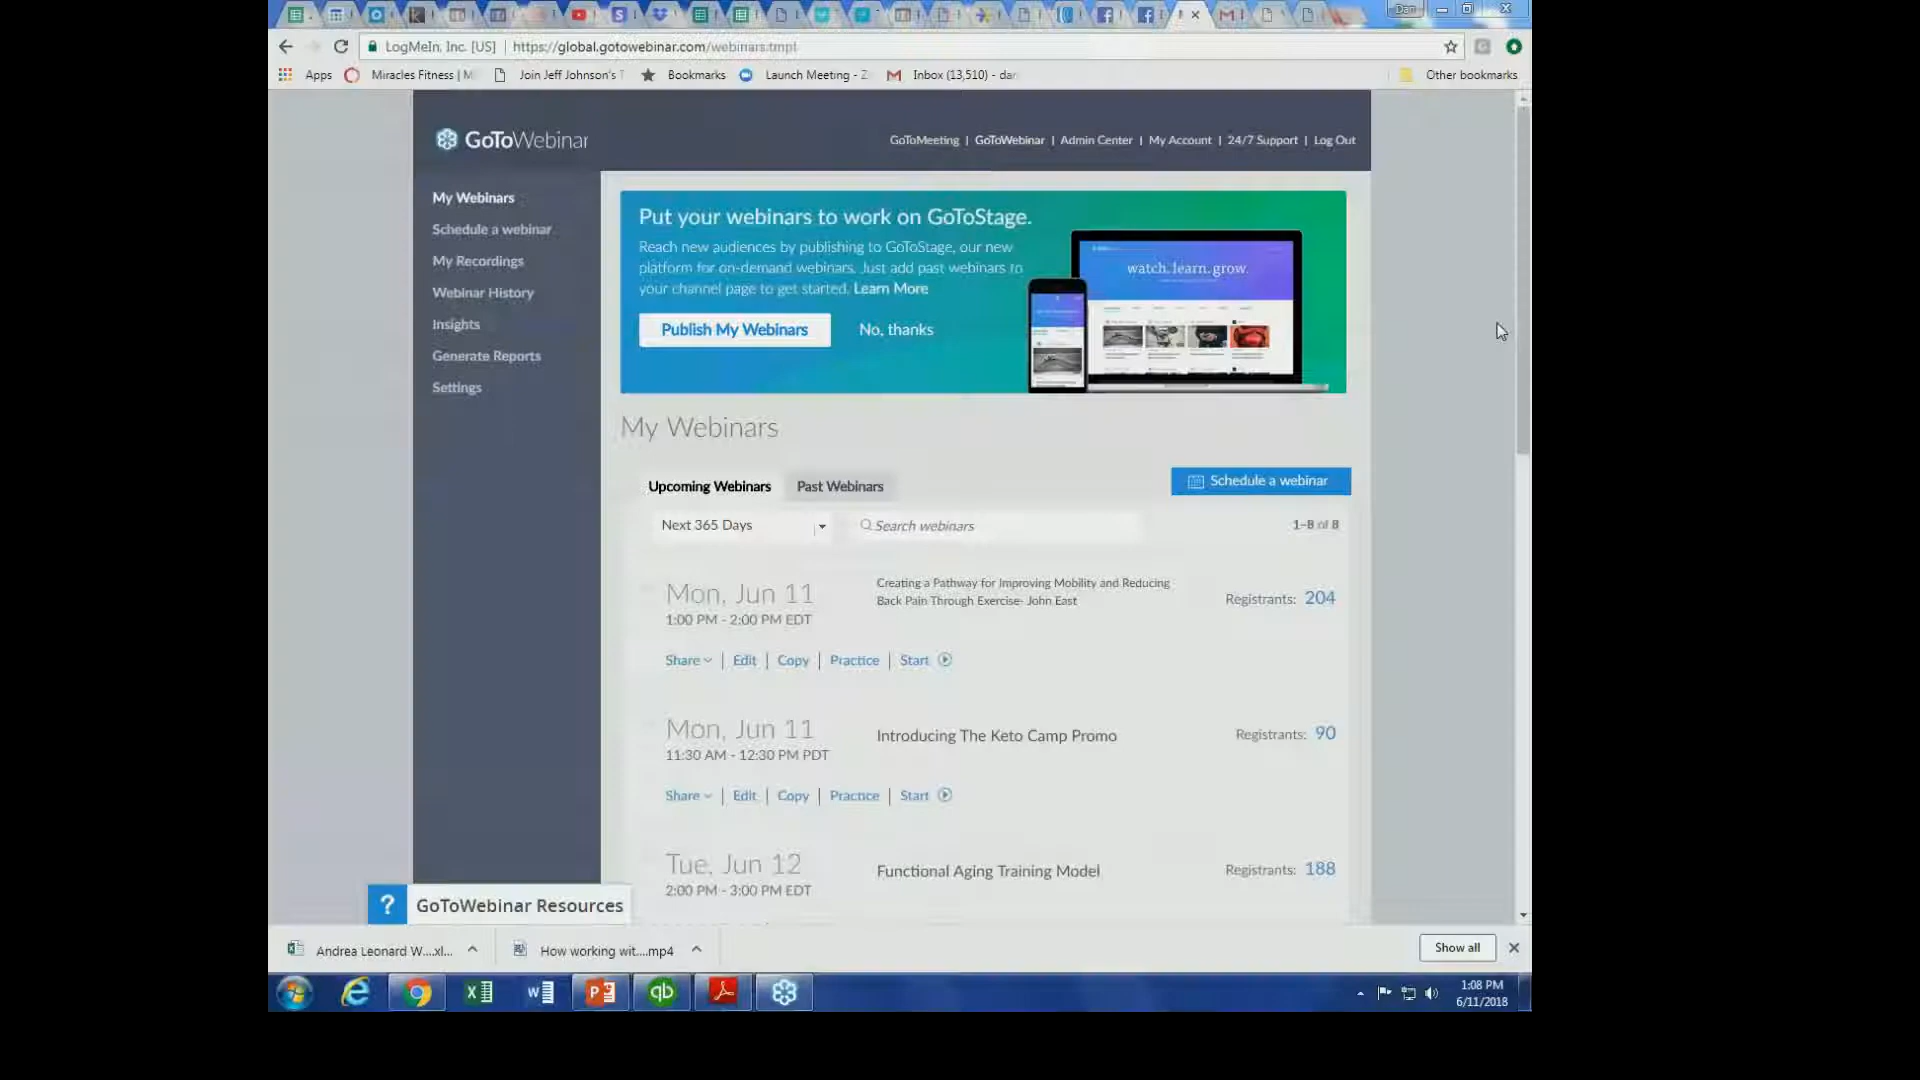 Dan
LogMeIn, Inc. [US] | https://global.gotowebinar.com/webinars.tmpl
Apps Miracles Fitness | M Join Jeff Johnson's T Bookmarks Launch Meeting - Z Inbox (13,510) - dan Other bookmarks
GoToWebinar
GoToMeeting | GoToWebinar | Admin Center | My Account | 24/7 Support | Log Out
My Webinars
Schedule a webinar
My Recordings
Webinar History
Insights
Generate Reports
Settings
Put your webinars to work on GoToStage.
Reach new audiences by publishing to GoToStage, our new
platform for on-demand webinars. Just add past webinars to
your channel page to get started. Learn More
Publish My Webinars No, thanks
watch.learn.grow.
My Webinars
Upcoming Webinars Past Webinars
Schedule a webinar
Next 365 Days
Search webinars
1–8 of 8
Mon, Jun 11
1:00 PM - 2:00 PM EDT
Creating a Pathway for Improving Mobility and Reducing
Back Pain Through Exercise- John East
Registrants: 204
Share | Edit | Copy | Practice | Start
Mon, Jun 11
11:30 AM - 12:30 PM PDT
Introducing The Keto Camp Promo
Registrants: 90
Share | Edit | Copy | Practice | Start
Tue, Jun 12
2:00 PM - 3:00 PM EDT
Functional Aging Training Model
Registrants: 188
? GoToWebinar Resources
Andrea Leonard W....xl... How working wit....mp4 Show all
1:08 PM
6/11/2018